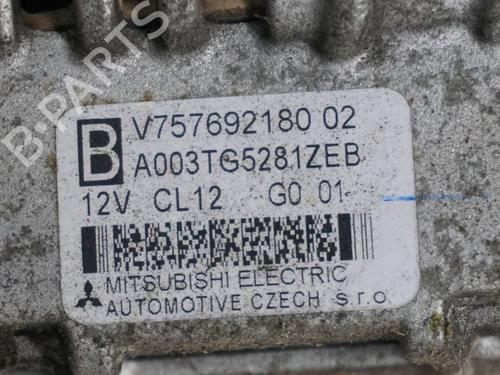 B-PARTS
B
V757692180 02
A003TG5281ZEB
12V CL12 G0 01
MITSUBISHI ELECTRIC
AUTOMOTIVE CZECH s.r.o.